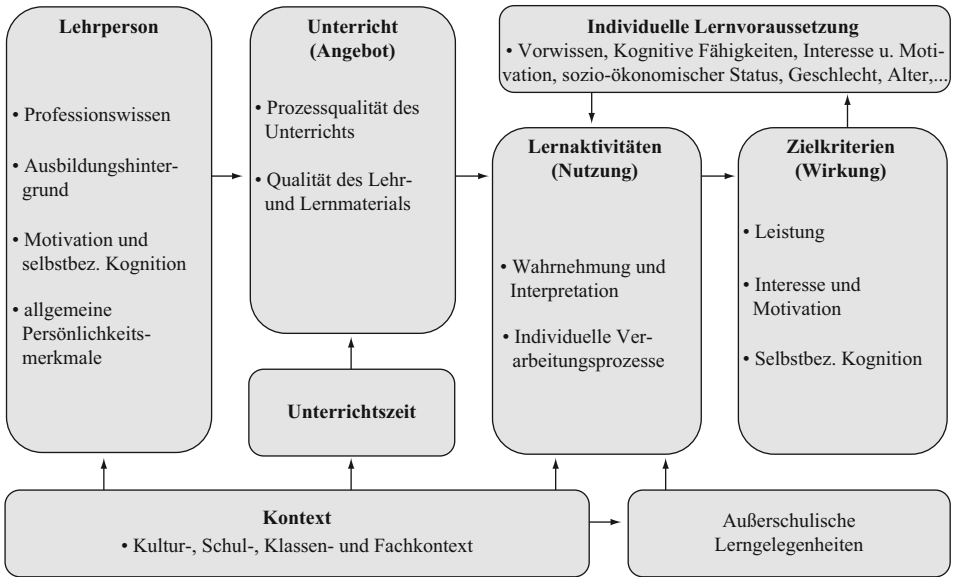 Lehrperson
• Professionswissen
• Ausbildungshinter-
grund
• Motivation und
selbstbez. Kognition
• allgemeine
Persönlichkeits-
merkmale
Unterricht
(Angebot)
• Prozessqualität des
Unterrichts
• Qualität des Lehr-
und Lernmaterials
Unterrichtszeit
Individuelle Lernvoraussetzung
• Vorwissen, Kognitive Fähigkeiten, Interesse u. Moti-
vation, sozio-ökonomischer Status, Geschlecht, Alter,...
Lernaktivitäten
(Nutzung)
• Wahrnehmung und
Interpretation
• Individuelle Ver-
arbeitungsprozesse
Zielkriterien
(Wirkung)
• Leistung
• Interesse und
Motivation
• Selbstbez. Kognition
Kontext
• Kultur-, Schul-, Klassen- und Fachkontext
Außerschulische
Lerngelegenheiten